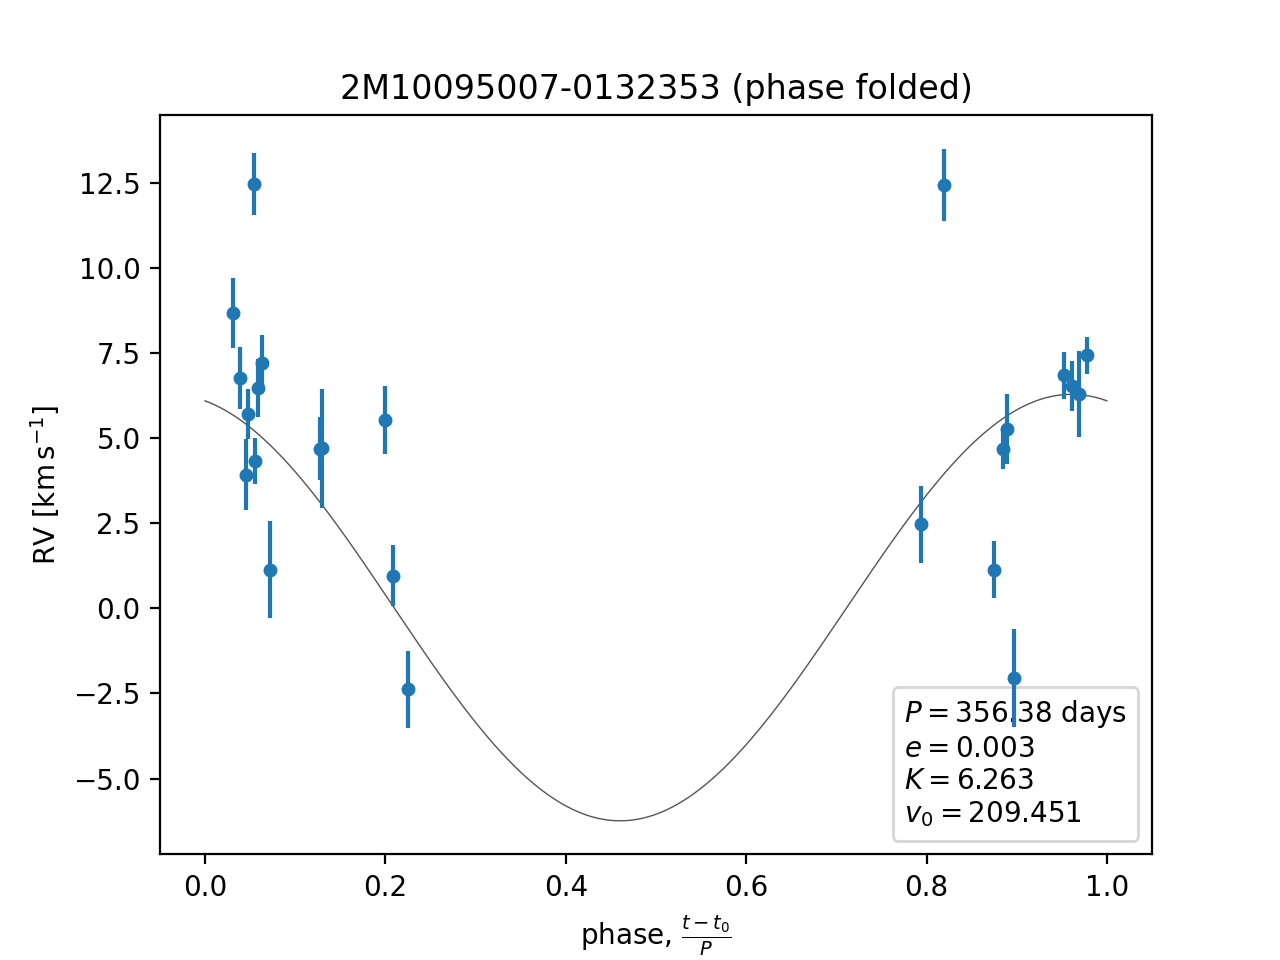 2M10095007-0132353 (phase folded)
RV [km s⁻¹]
12.5
10.0
7.5
5.0
2.5
0.0
−2.5
−5.0
P = 356.38 days
e = 0.003
K = 6.263
v₀ = 209.451
0.0 0.2 0.4 0.6 0.8 1.0
phase, (t − t₀)/P